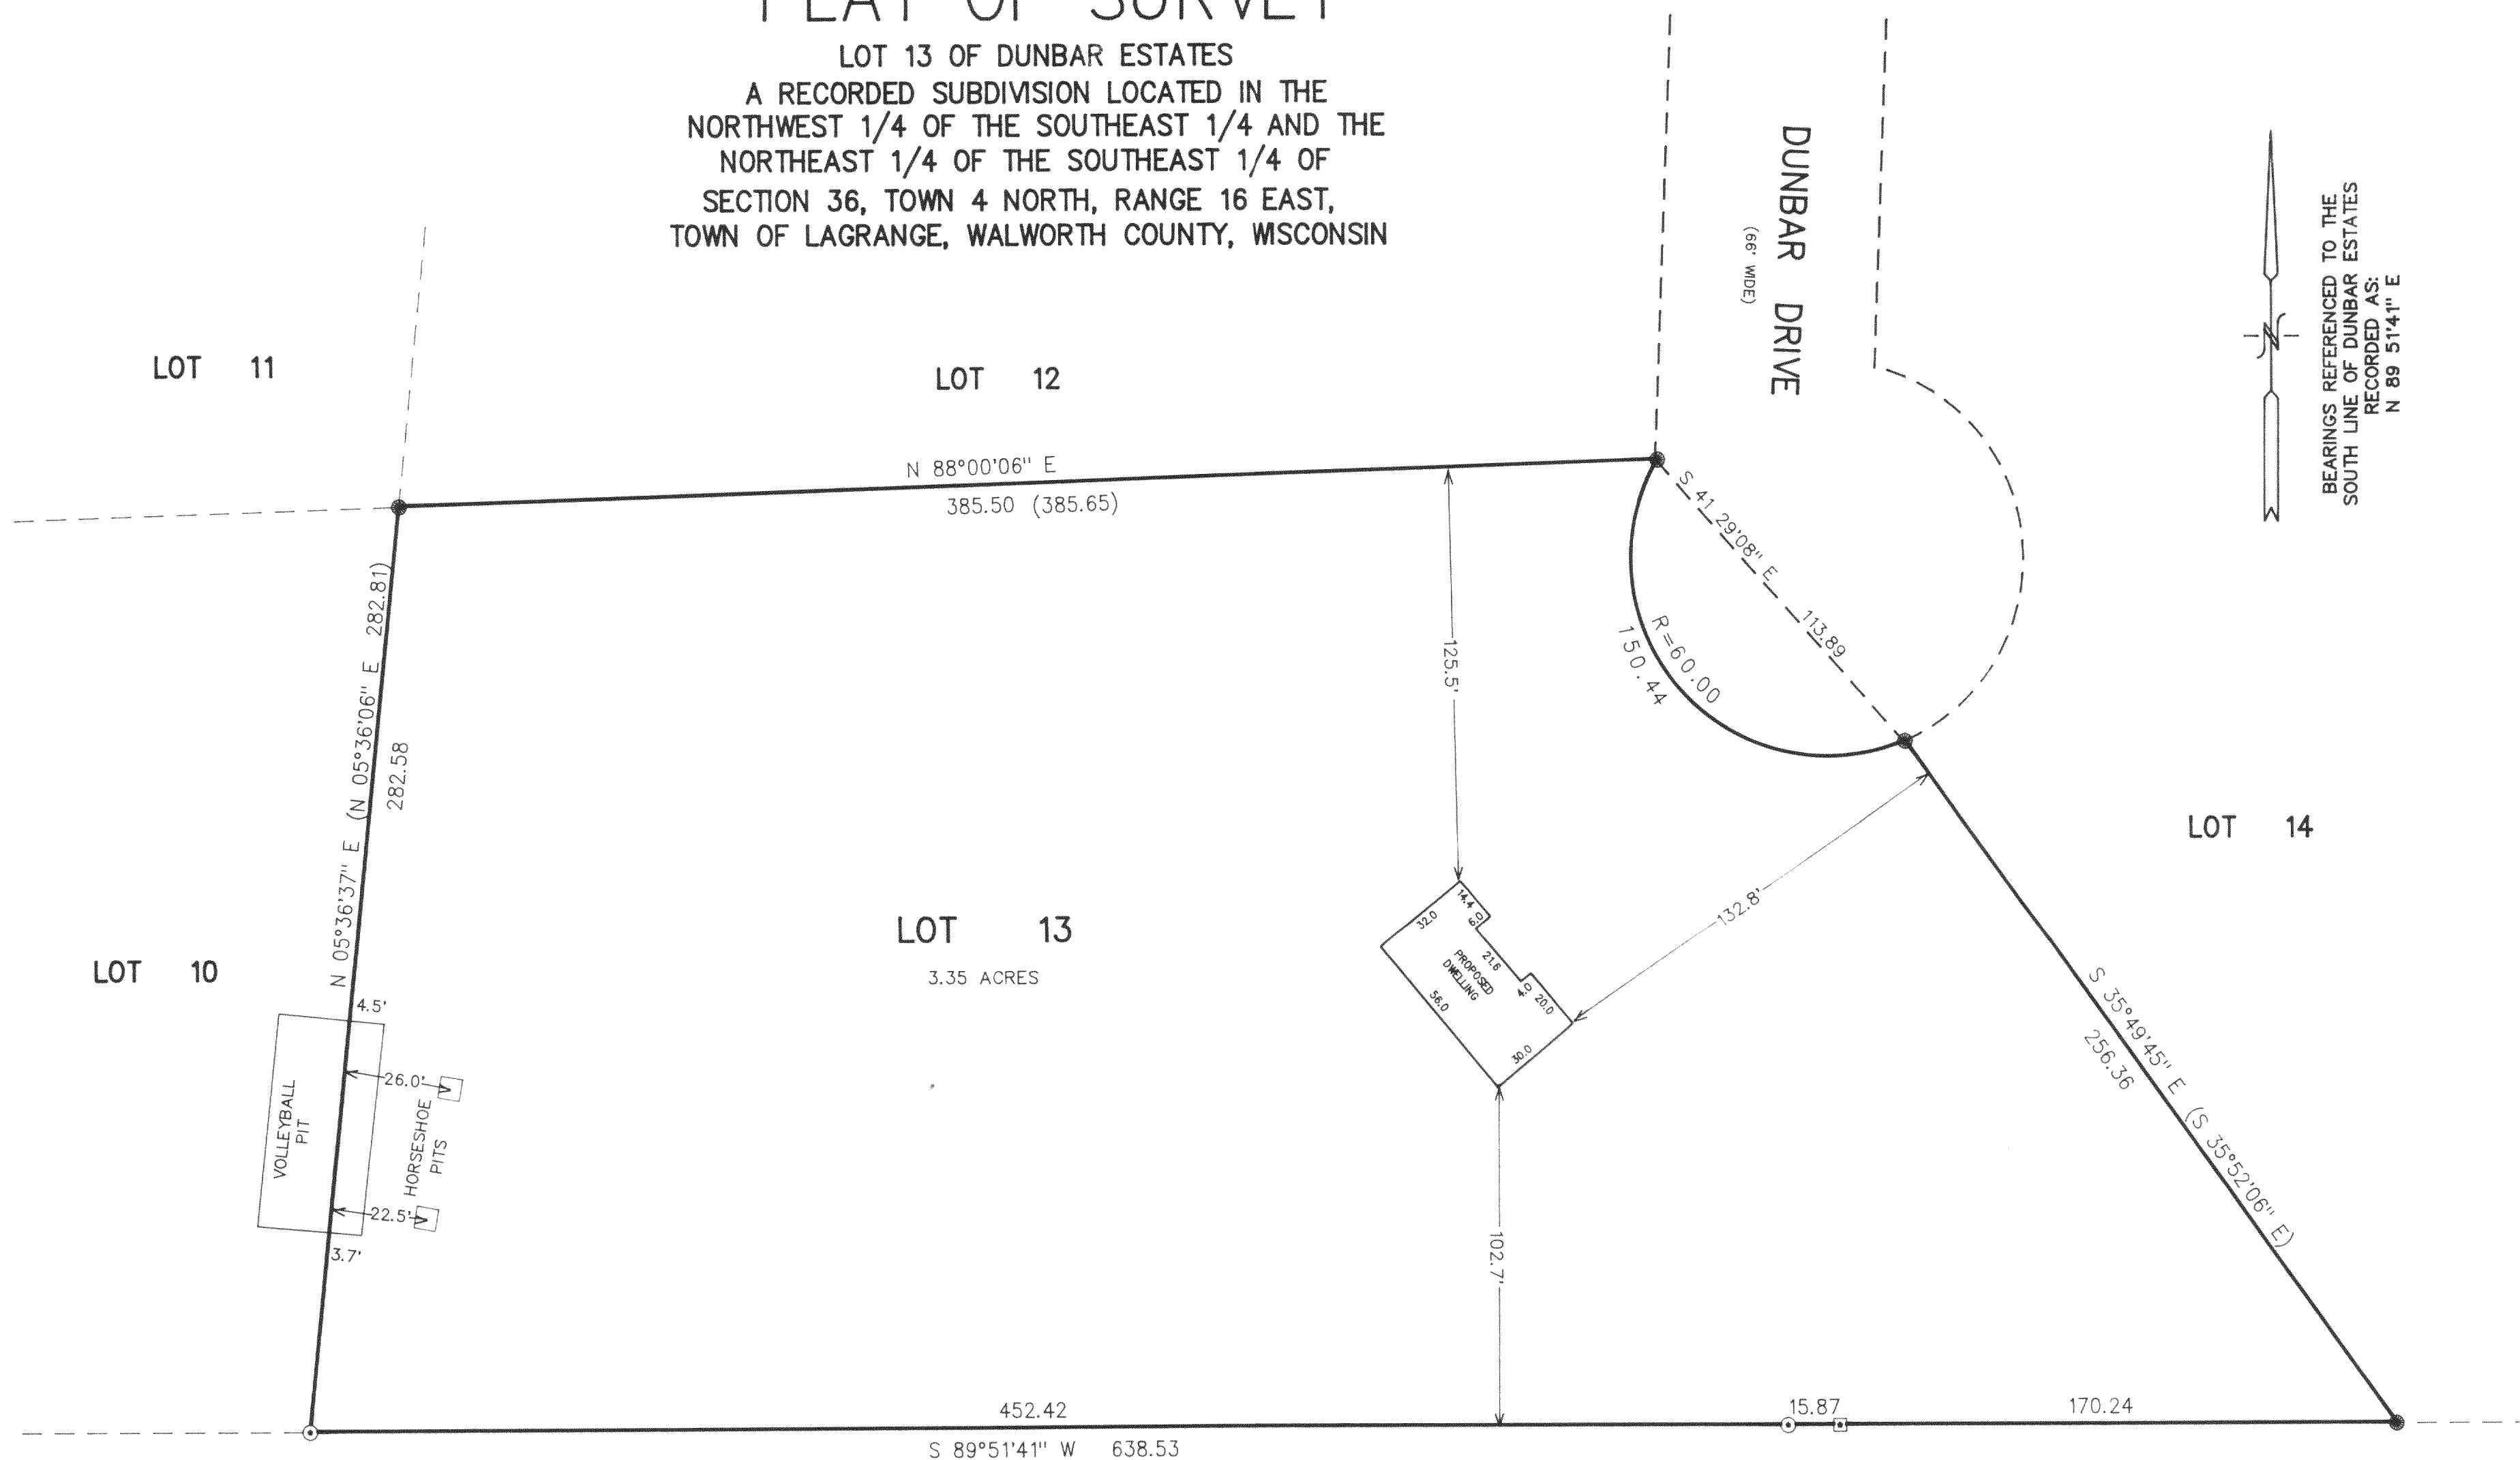 PLAT OF SURVEY
LOT 13 OF DUNBAR ESTATES
A RECORDED SUBDIVISION LOCATED IN THE
NORTHWEST 1/4 OF THE SOUTHEAST 1/4 AND THE
NORTHEAST 1/4 OF THE SOUTHEAST 1/4 OF
SECTION 36, TOWN 4 NORTH, RANGE 16 EAST,
TOWN OF LAGRANGE, WALWORTH COUNTY, WISCONSIN
DUNBAR DRIVE
(66' WIDE)
N
BEARINGS REFERENCED TO THE
SOUTH LINE OF DUNBAR ESTATES
RECORDED AS:
N 89 51'41" E
LOT 11
LOT 12
N 88°00'06" E
385.50 (385.65)
S 41 29'08" E 113.89
R=60.00
150.44
125.5'
N 05°36'37" E (N 05°36'06" E 282.81)
282.58
LOT 14
132.8'
LOT 13
3.35 ACRES
LOT 10
32.0
14.4
6.0
21.6
4.0
20.0
PROPOSED
DWELLING
56.0
30.0
S 35°49'45" E (S 35°52'06" E)
256.36
4.5'
26.0'
VOLLEYBALL
PIT
HORSESHOE
PITS
22.5'
3.7'
102.7'
452.42
15.87
170.24
S 89°51'41" W 638.53